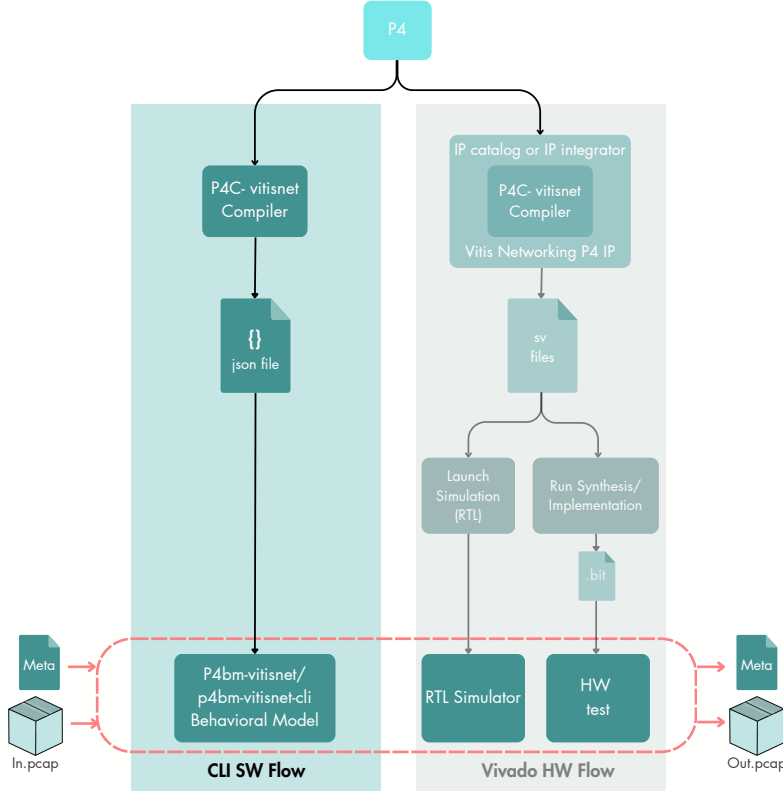 P4
P4C- vitisnet
Compiler
{}
json file
IP catalog or IP integrator
P4C- vitisnet
Compiler
Vitis Networking P4 IP
sv
files
Launch
Simulation
(RTL)
Run Synthesis/
Implementation
.bit
Meta
In.pcap
P4bm-vitisnet/
p4bm-vitisnet-cli
Behavioral Model
RTL Simulator
HW
test
Meta
Out.pcap
CLI SW Flow
Vivado HW Flow